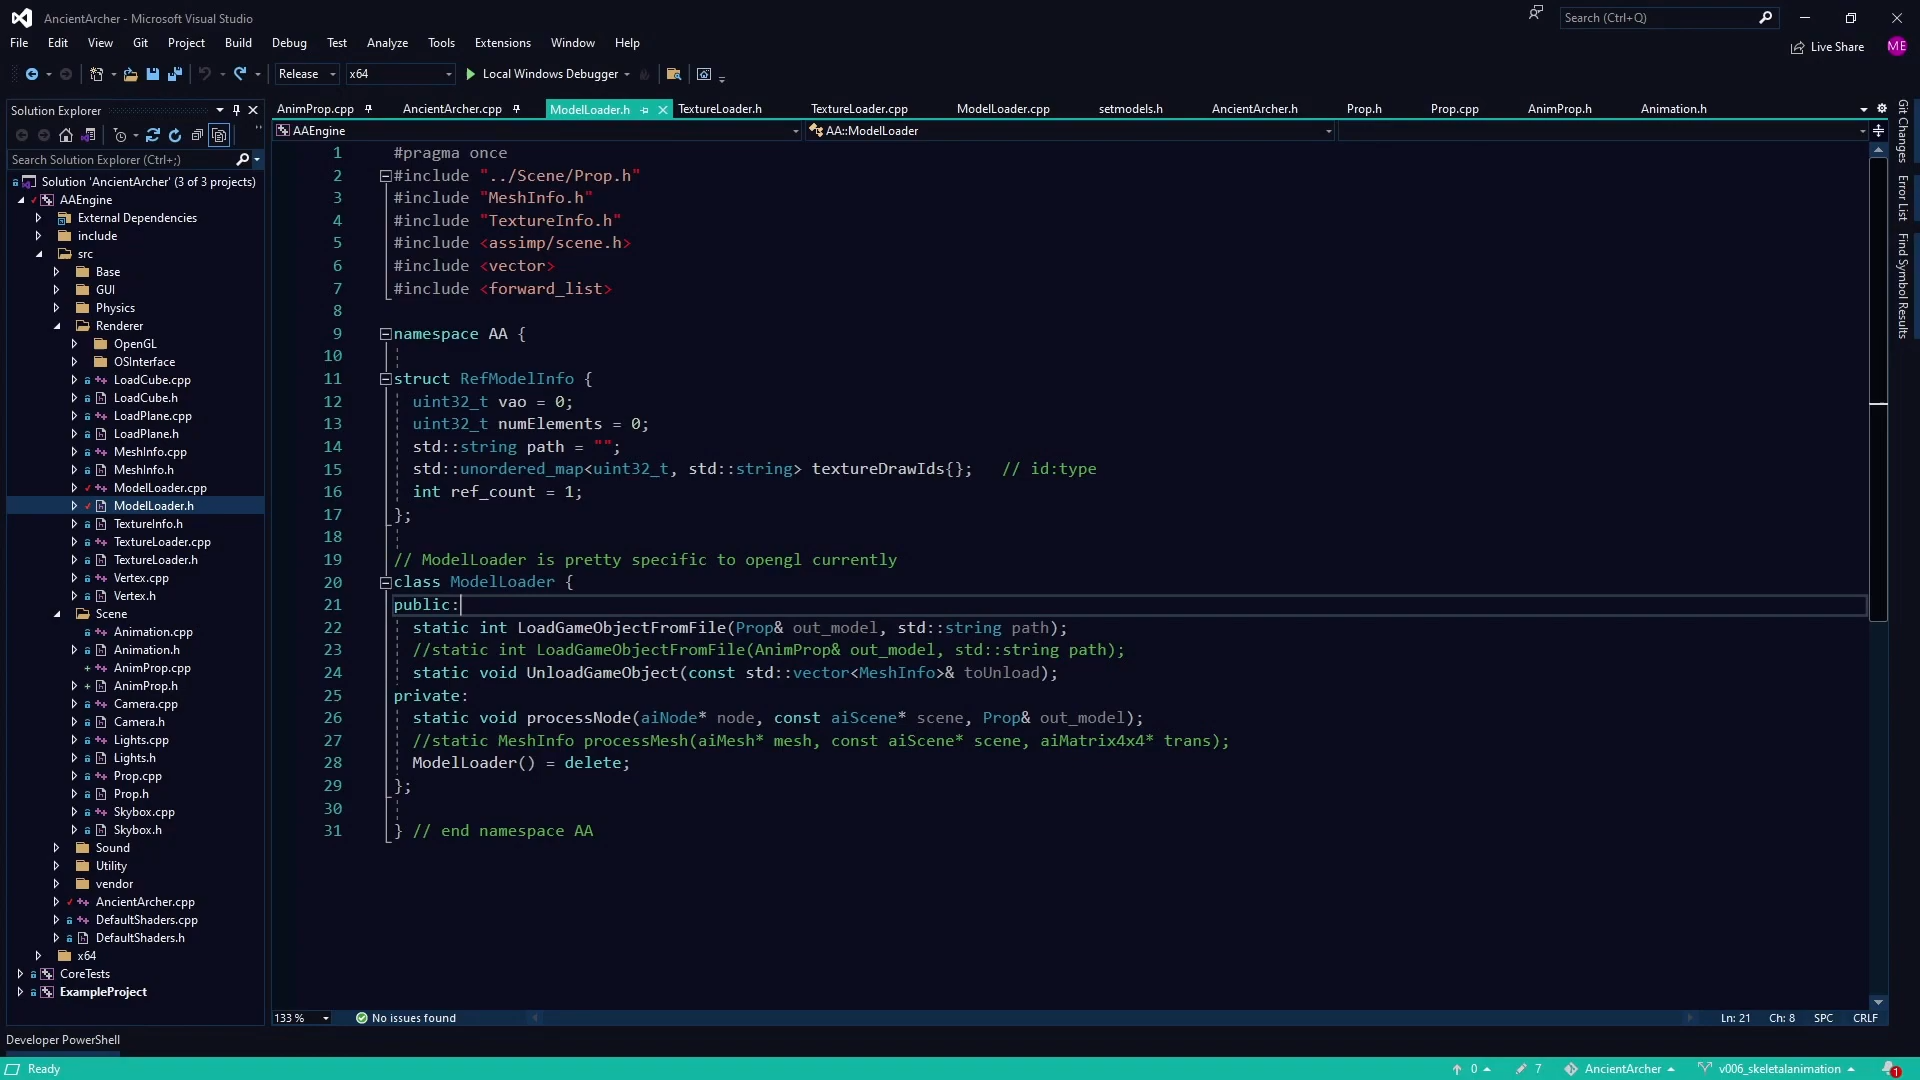 AncientArcher - Microsoft Visual Studio
Search (Ctrl+Q)
File Edit View Git Project Build Debug Test Analyze Tools Extensions Window Help
Live Share ME
Release x64 Local Windows Debugger
Solution Explorer
AnimProp.cpp AncientArcher.cpp ModelLoader.h TextureLoader.h TextureLoader.cpp ModelLoader.cpp setmodels.h AncientArcher.h Prop.h Prop.cpp AnimProp.h Animation.h
AAEngine AA::ModelLoader
Search Solution Explorer (Ctrl+;)
Solution 'AncientArcher' (3 of 3 projects)
AAEngine
External Dependencies
include
src
Base
GUI
Physics
Renderer
OpenGL
OSInterface
LoadCube.cpp
LoadCube.h
LoadPlane.cpp
LoadPlane.h
MeshInfo.cpp
MeshInfo.h
ModelLoader.cpp
ModelLoader.h
TextureInfo.h
TextureLoader.cpp
TextureLoader.h
Vertex.cpp
Vertex.h
Scene
Animation.cpp
Animation.h
AnimProp.cpp
AnimProp.h
Camera.cpp
Camera.h
Lights.cpp
Lights.h
Prop.cpp
Prop.h
Skybox.cpp
Skybox.h
Sound
Utility
vendor
AncientArcher.cpp
DefaultShaders.cpp
DefaultShaders.h
x64
CoreTests
ExampleProject
1 #pragma once
2 #include "../Scene/Prop.h"
3 #include "MeshInfo.h"
4 #include "TextureInfo.h"
5 #include <assimp/scene.h>
6 #include <vector>
7 #include <forward_list>
8
9 namespace AA {
10
11 struct RefModelInfo {
12 uint32_t vao = 0;
13 uint32_t numElements = 0;
14 std::string path = "";
15 std::unordered_map<uint32_t, std::string> textureDrawIds{}; // id:type
16 int ref_count = 1;
17 };
18
19 // ModelLoader is pretty specific to opengl currently
20 class ModelLoader {
21 public:
22 static int LoadGameObjectFromFile(Prop& out_model, std::string path);
23 //static int LoadGameObjectFromFile(AnimProp& out_model, std::string path);
24 static void UnloadGameObject(const std::vector<MeshInfo>& toUnload);
25 private:
26 static void processNode(aiNode* node, const aiScene* scene, Prop& out_model);
27 //static MeshInfo processMesh(aiMesh* mesh, const aiScene* scene, aiMatrix4x4* trans);
28 ModelLoader() = delete;
29 };
30
31 } // end namespace AA
Git Changes
Error List
Find Symbol Results
133 % No issues found Ln: 21 Ch: 8 SPC CRLF
Developer PowerShell
Ready 0 7 AncientArcher v006_skeletalanimation 1